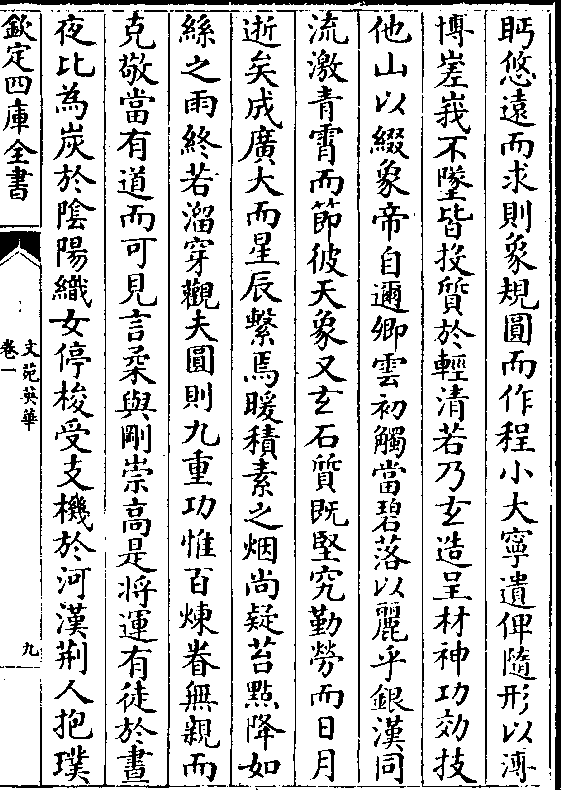 眄悠遠而求則象規圓而作程小大寧遺俾隨形以溥
博嵳峩不墜皆投質於輕清若乃玄造呈材神功効技
他山以綴象帝自邇卿雲初觸當碧落以麗乎銀漢同
流激青霄而節彼天象又玄石質既堅究勤勞而日月
逝矣成廣大而星辰繫焉暖積素之烟尚疑苔點降如
絲之雨終若溜穿觀夫圓則九重功惟百煉眷無親而
克敬當有道而可見言柔與剛崇高是将運有徒於晝
夜比為炭於陰陽織女停梭受支機於河漢荆人抱璞
欽定四庫全書
文苑英華
卷一
九